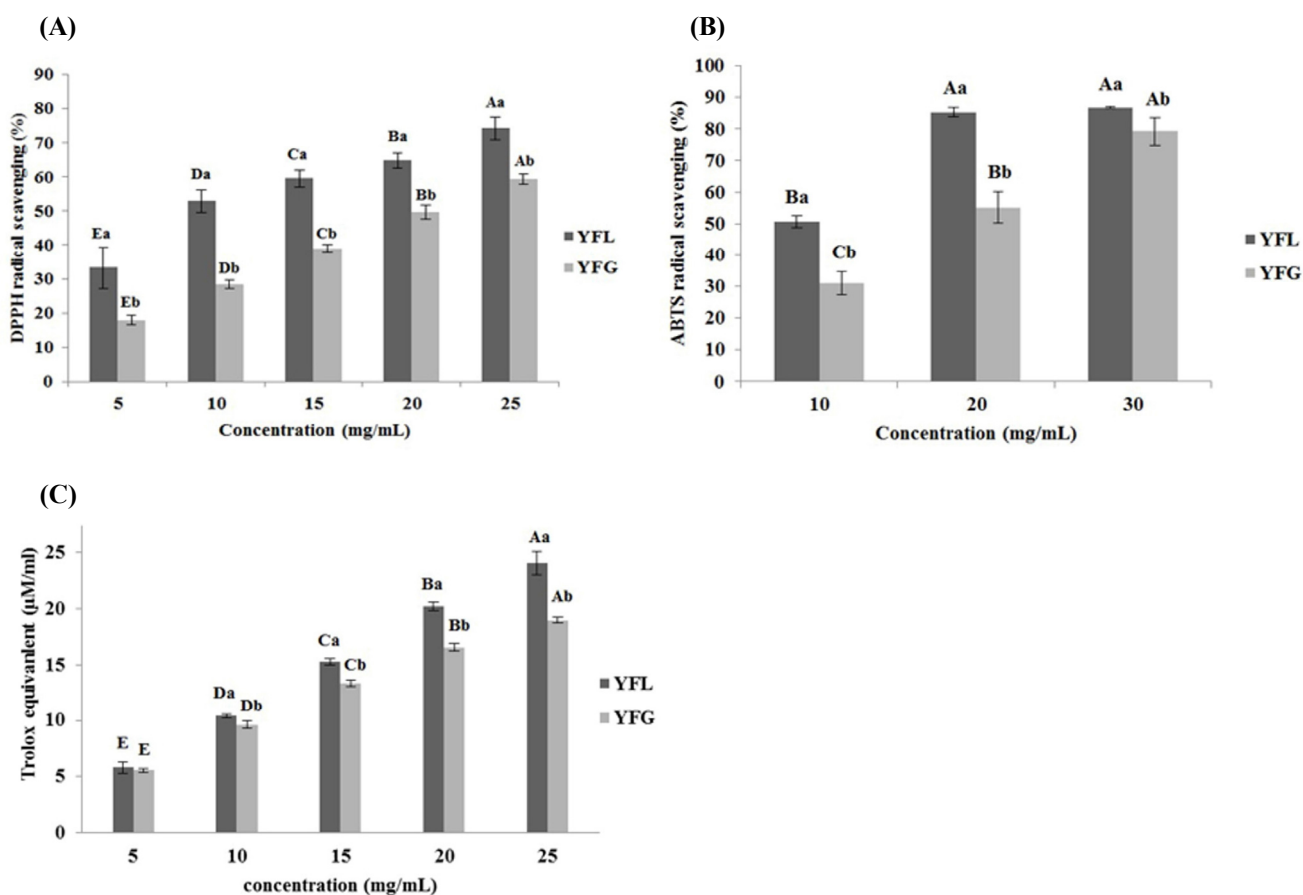 (A)
DPPH radical scavenging (%)
90
80
70
60
50
40
30
20
10
0
Ea
Eb
Da
Db
Ca
Cb
Ba
Bb
Aa
Ab
5 10 15 20 25
Concentration (mg/mL)
YFL
YFG
(B)
ABTS radical scavenging (%)
100
90
80
70
60
50
40
30
20
10
0
Ba
Cb
Aa
Bb
Aa
Ab
10 20 30
Concentration (mg/mL)
YFL
YFG
(C)
Trolox equivanlent (µM/ml)
25
20
15
10
5
0
E
E
Da
Db
Ca
Cb
Ba
Bb
Aa
Ab
5 10 15 20 25
concentration (mg/mL)
YFL
YFG